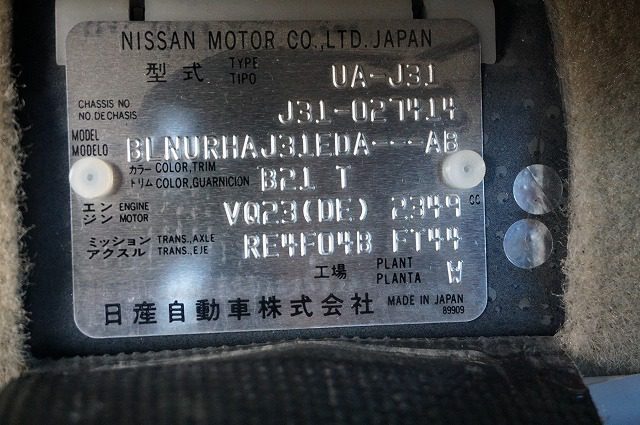 NISSAN MOTOR CO.,LTD. JAPAN
型式 TYPE TIPO UA-J31
CHASSIS NO NO.DE CHASIS J31-027414
MODEL MODELO BLNURHAJ31EDA---AB
カラー COLOR,TRIM トリム COLOR,GUARNICION B21 T
エンジン ENGINE MOTOR VQ23(DE) 2349 CC
ミッション アクスル TRANS.,AXLE TRANS.,EJE RE4F04B FT44
工場 PLANT PLANTA W
日産自動車株式会社 MADE IN JAPAN
89909